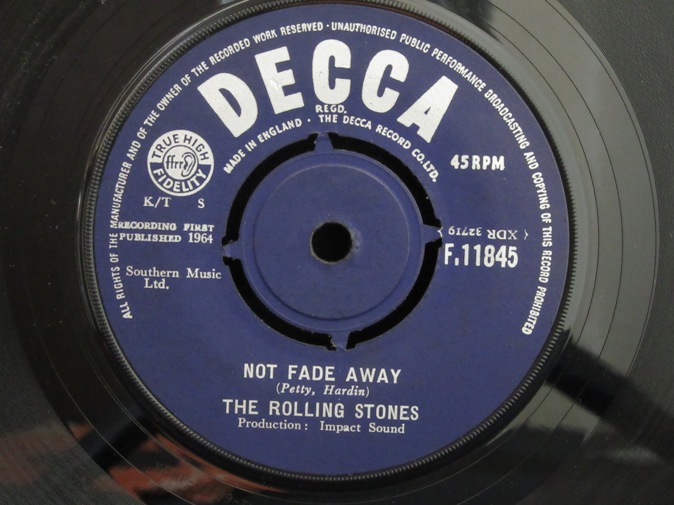 ALL RIGHTS OF THE MANUFACTURER AND OF THE OWNER OF THE RECORDED WORK RESERVED · UNAUTHORISED PUBLIC PERFORMANCE BROADCASTING AND COPYING OF THIS RECORD PROHIBITED
DECCA
REGD.
MADE IN ENGLAND · THE DECCA RECORD CO. LTD.
TRUE HIGH
ffrr
FIDELITY
45 RPM
K/T S
RECORDING FIRST
PUBLISHED 1964
XDR 32719
F.11845
Southern Music
Ltd.
NOT FADE AWAY
(Petty, Hardin)
THE ROLLING STONES
Production: Impact Sound